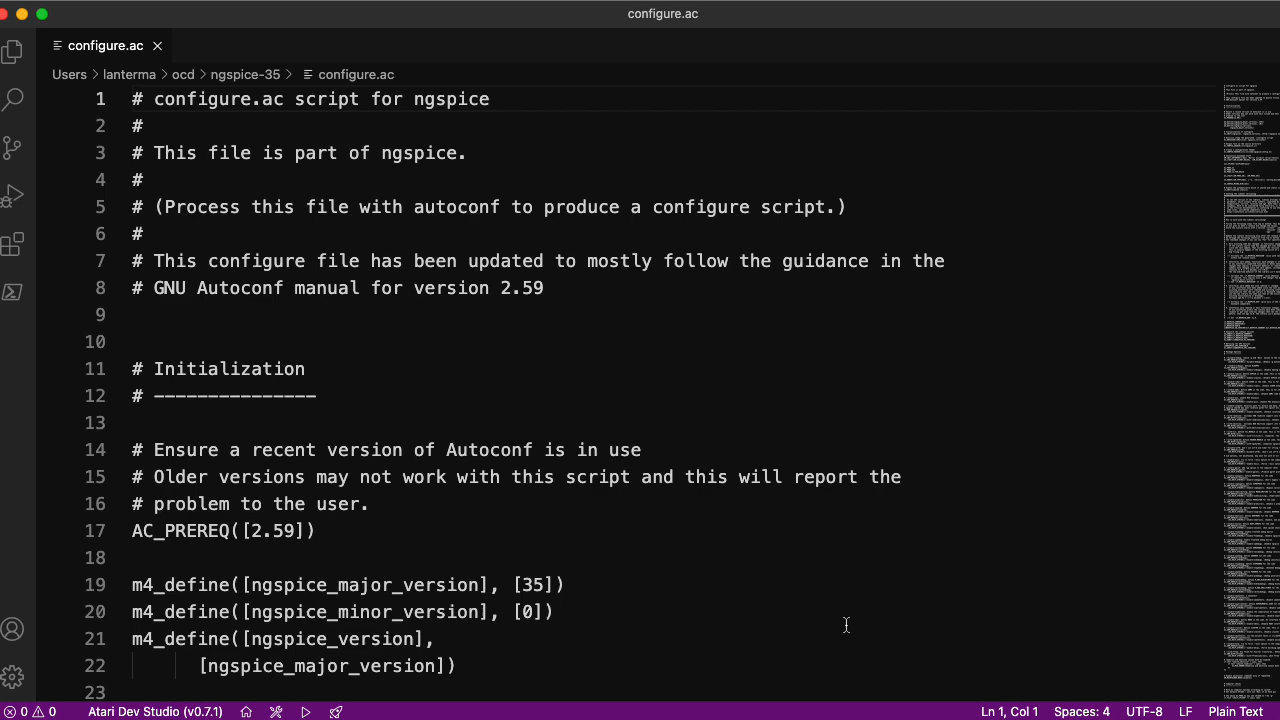 configure.ac
configure.ac
Users > lanterma > ocd > ngspice-35 > configure.ac
1 # configure.ac script for ngspice
2 #
3 # This file is part of ngspice.
4 #
5 # (Process this file with autoconf to produce a configure script.)
6 #
7 # This configure file has been updated to mostly follow the guidance in the
8 # GNU Autoconf manual for version 2.59
9
10
11 # Initialization
12 # ---------------
13
14 # Ensure a recent version of autoconf is being used
15 # Older versions may not have been tested and this will report the
16 # problem to the user.
17 AC_PREREQ([2.59])
18
19 m4_define([ngspice_major_version], [35])
20 m4_define([ngspice_minor_version], [0])
21 m4_define([ngspice_version],
22 [ngspice_major_version])
23
0 0 Atari Dev Studio (v0.7.1) Ln 1, Col 1 Spaces: 4 UTF-8 LF Plain Text